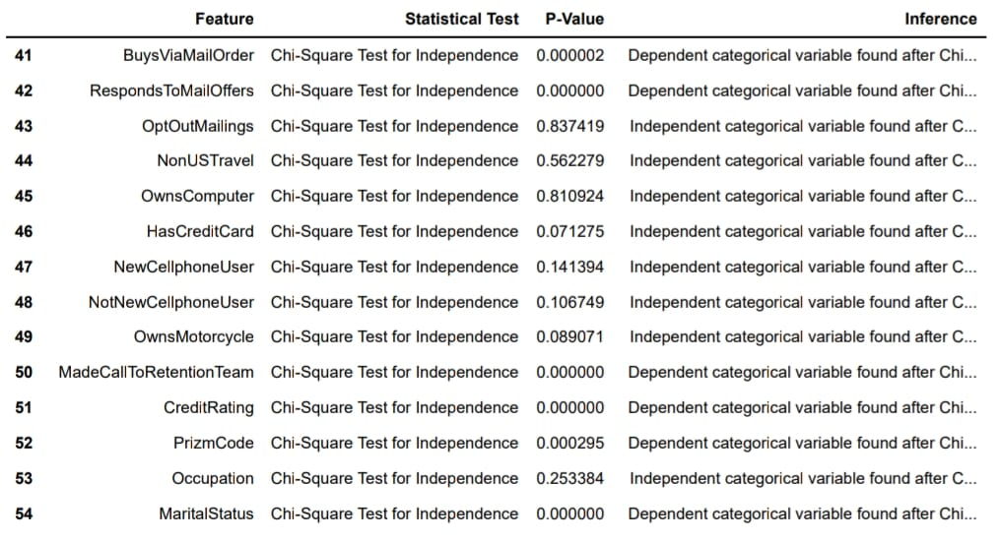 Feature Statistical Test P-Value Inference
41 BuysViaMailOrder Chi-Square Test for Independence 0.000002 Dependent categorical variable found after Chi...
42 RespondsToMailOffers Chi-Square Test for Independence 0.000000 Dependent categorical variable found after Chi...
43 OptOutMailings Chi-Square Test for Independence 0.837419 Independent categorical variable found after C...
44 NonUSTravel Chi-Square Test for Independence 0.562279 Independent categorical variable found after C...
45 OwnsComputer Chi-Square Test for Independence 0.810924 Independent categorical variable found after C...
46 HasCreditCard Chi-Square Test for Independence 0.071275 Independent categorical variable found after C...
47 NewCellphoneUser Chi-Square Test for Independence 0.141394 Independent categorical variable found after C...
48 NotNewCellphoneUser Chi-Square Test for Independence 0.106749 Independent categorical variable found after C...
49 OwnsMotorcycle Chi-Square Test for Independence 0.089071 Independent categorical variable found after C...
50 MadeCallToRetentionTeam Chi-Square Test for Independence 0.000000 Dependent categorical variable found after Chi...
51 CreditRating Chi-Square Test for Independence 0.000000 Dependent categorical variable found after Chi...
52 PrizmCode Chi-Square Test for Independence 0.000295 Dependent categorical variable found after Chi...
53 Occupation Chi-Square Test for Independence 0.253384 Independent categorical variable found after C...
54 MaritalStatus Chi-Square Test for Independence 0.000000 Dependent categorical variable found after Chi...